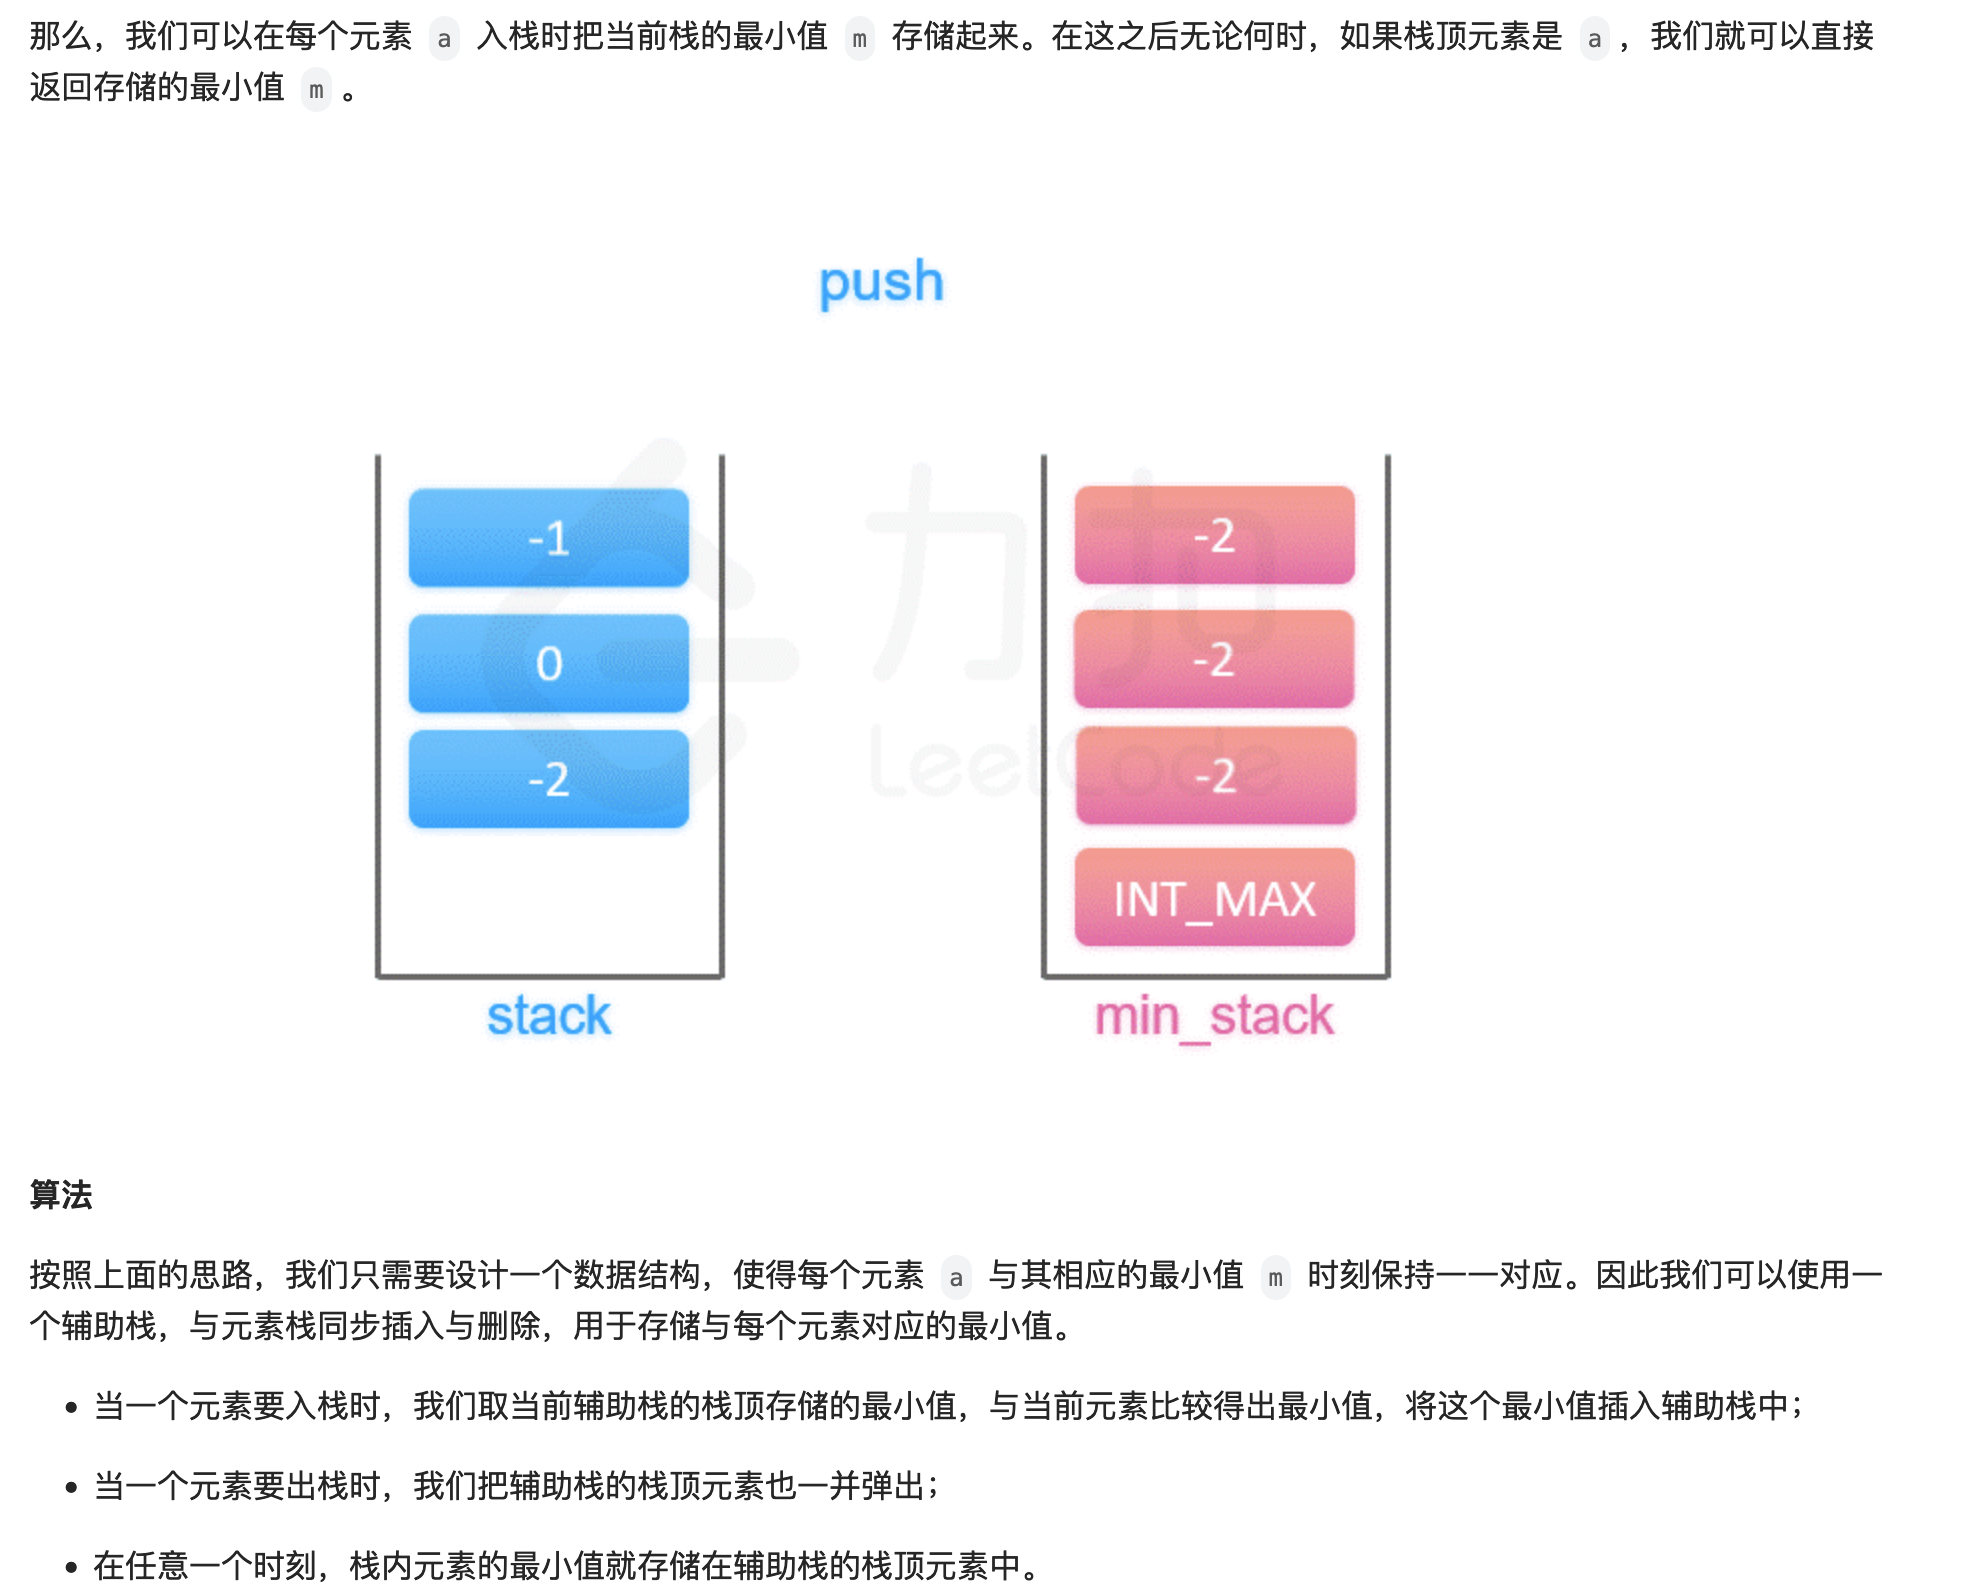 那么，我们可以在每个元素 a 入栈时把当前栈的最小值 m 存储起来。在这之后无论何时，如果栈顶元素是 a ，我们就可以直接
返回存储的最小值 m 。
push
-1
0
-2
stack
-2
-2
-2
INT_MAX
min_stack
力扣
LeetCode
算法
按照上面的思路，我们只需要设计一个数据结构，使得每个元素 a 与其相应的最小值 m 时刻保持一一对应。因此我们可以使用一
个辅助栈，与元素栈同步插入与删除，用于存储与每个元素对应的最小值。
• 当一个元素要入栈时，我们取当前辅助栈的栈顶存储的最小值，与当前元素比较得出最小值，将这个最小值插入辅助栈中；
• 当一个元素要出栈时，我们把辅助栈的栈顶元素也一并弹出；
• 在任意一个时刻，栈内元素的最小值就存储在辅助栈的栈顶元素中。